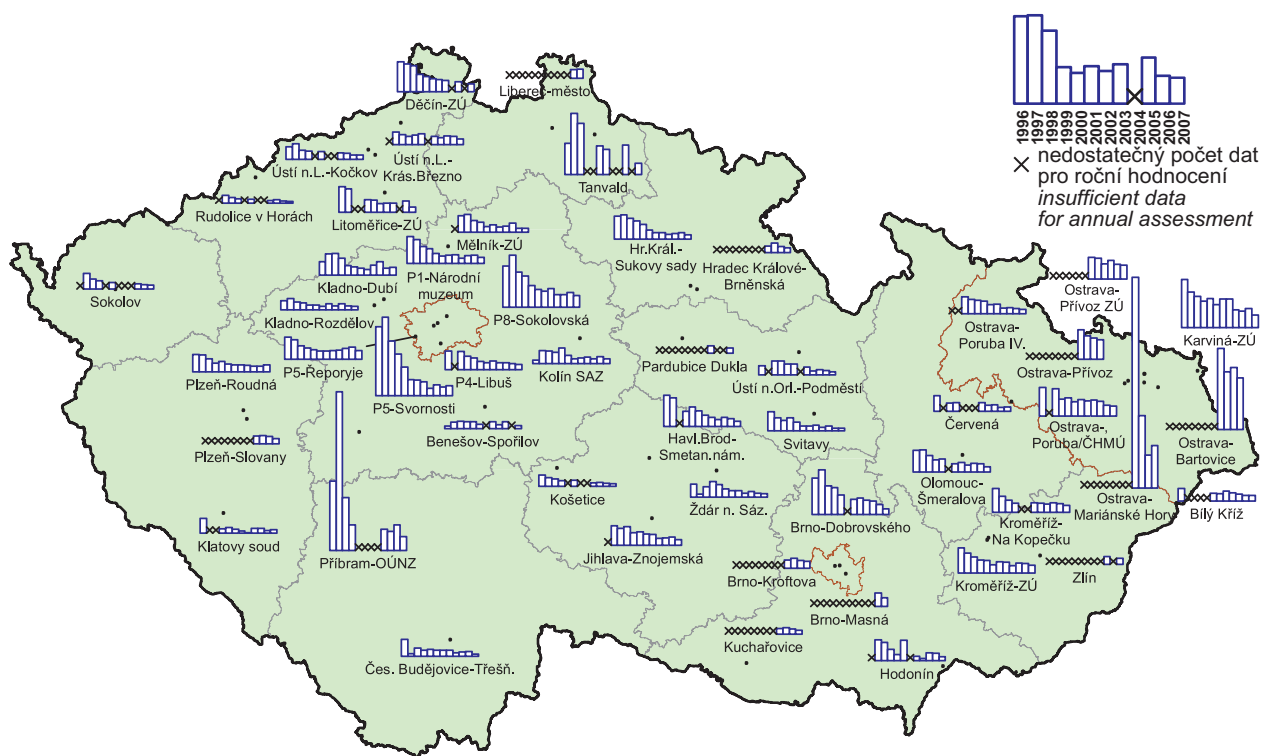 1996
1997
1998
1999
2000
2001
2002
2003
2004
2005
2006
2007
nedostatečný počet dat
pro roční hodnocení
insufficient data
for annual assessment
Děčín-ZÚ
Liberec-město
Ústí n.L.-
Krás.Březno
Ústí n.L.-Kočkov
Tanvald
Rudolice v Horách
Litoměřice-ZÚ
Mělník-ZÚ
Hr.Král.-
Sukovy sady
Hradec Králové-
Brněnská
Sokolov
Kladno-Dubí
P1-Národní
muzeum
P8-Sokolovská
Kladno-Rozdělov
Ostrava-
Přívoz ZÚ
Ostrava-
Poruba IV.
Karviná-ZÚ
Plzeň-Roudná
P5-Řeporyje
P4-Libuš
Kolín SAZ
Pardubice Dukla
Ústí n.Orl.-Podměstí
Ostrava-Přívoz
P5-Svornosti
Benešov-Spořilov
Havl.Brod-
Smetan.nám.
Svitavy
Červená
Ostrava-,
Poruba/ČHMÚ
Ostrava-
Bartovice
Plzeň-Slovany
Košetice
Žďár n. Sáz.
Olomouc-
Šmeralova
Ostrava-
Mariánské Hory
Bílý Kříž
Klatovy soud
Příbram-OÚNZ
Jihlava-Znojemská
Brno-Dobrovského
Kroměříž-
Na Kopečku
Brno-Kroftova
Kroměříž-ZÚ
Zlín
Brno-Masná
Kuchařovice
Čes. Budějovice-Třešň.
Hodonín